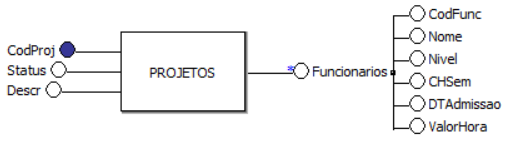 CodProj
Status
Descr
PROJETOS
* Funcionarios
CodFunc
Nome
Nivel
CHSem
DTAdmissao
ValorHora